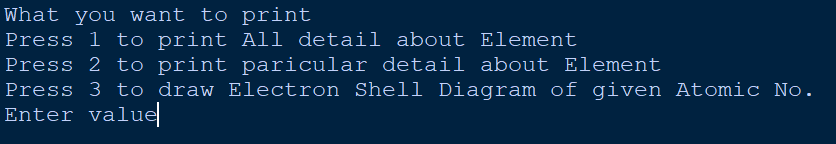 What you want to print
Press 1 to print All detail about Element
Press 2 to print paricular detail about Element
Press 3 to draw Electron Shell Diagram of given Atomic No.
Enter value